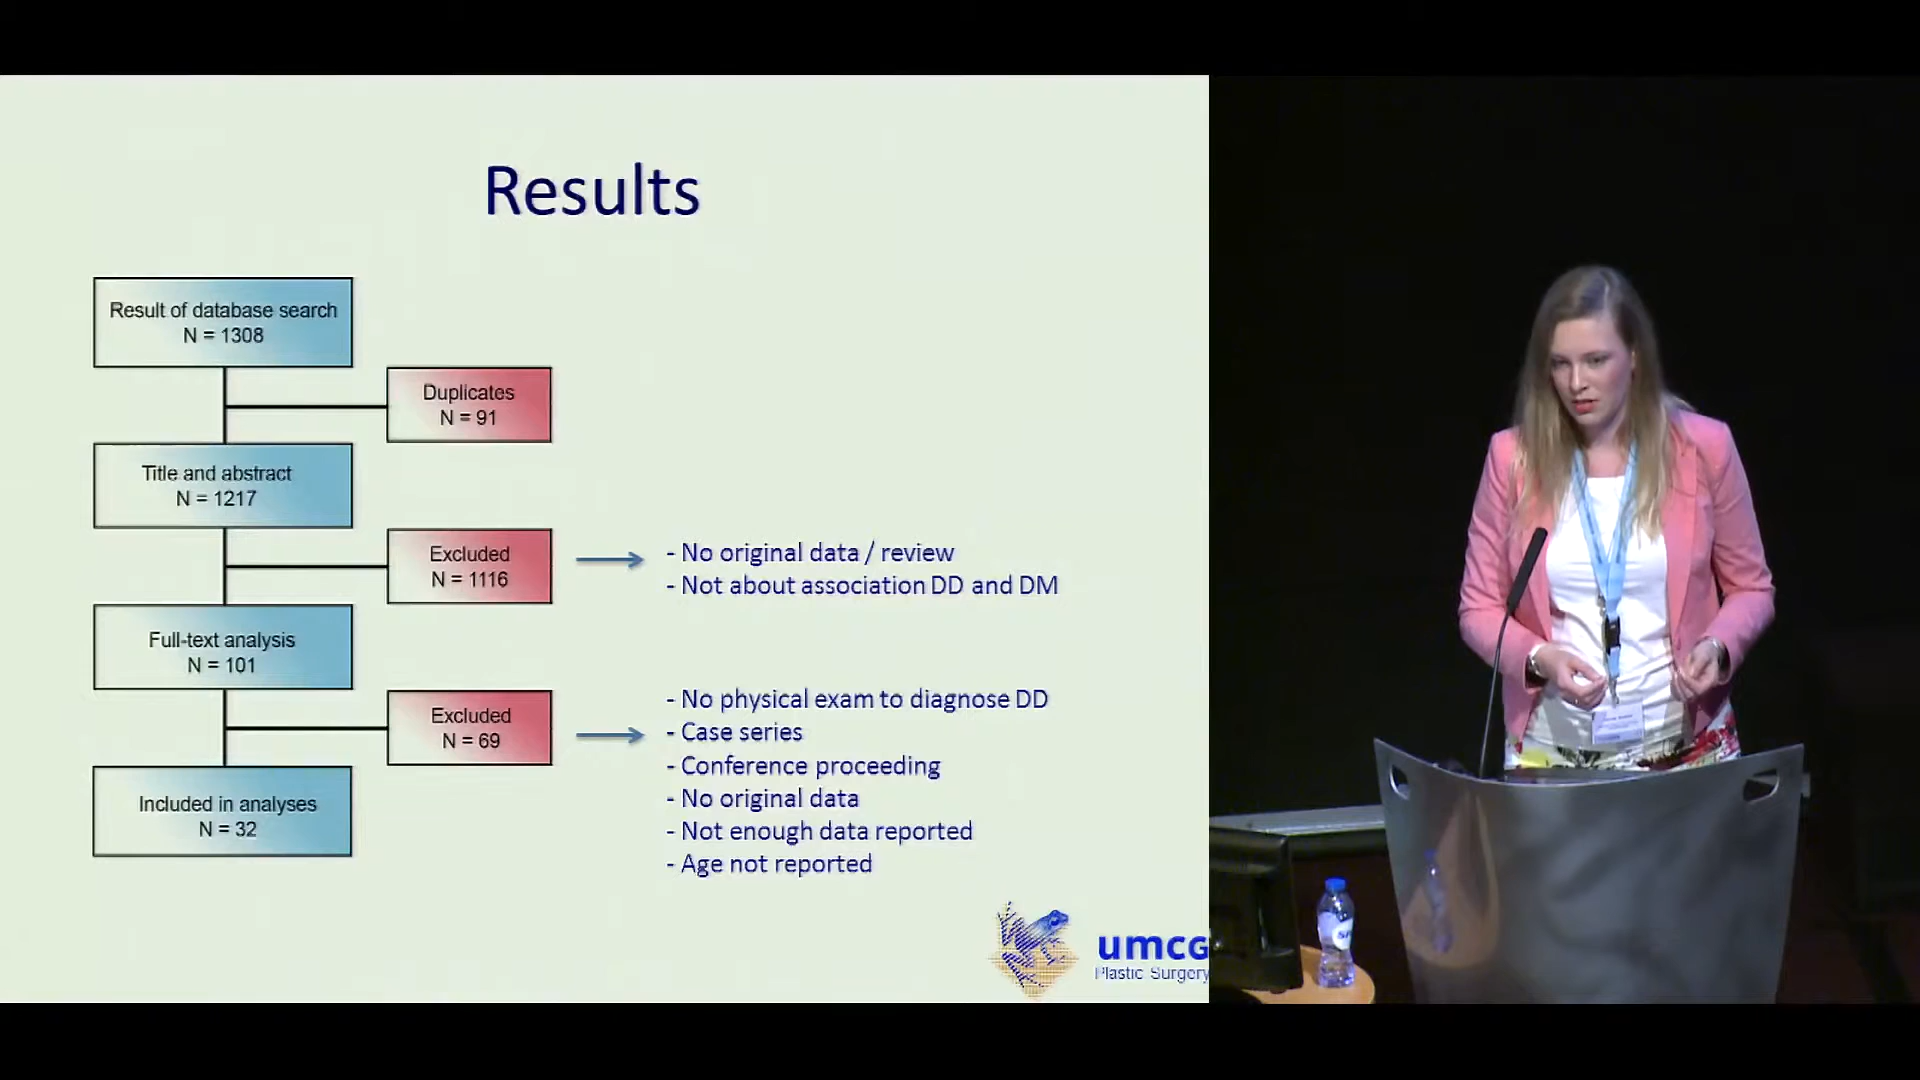 Results
Result of database search
N = 1308
Duplicates
N = 91
Title and abstract
N = 1217
Excluded
N = 1116
- No original data / review
- Not about association DD and DM
Full-text analysis
N = 101
Excluded
N = 69
- No physical exam to diagnose DD
- Case series
- Conference proceeding
- No original data
- Not enough data reported
- Age not reported
Included in analyses
N = 32
umcg
Plastic Surgery